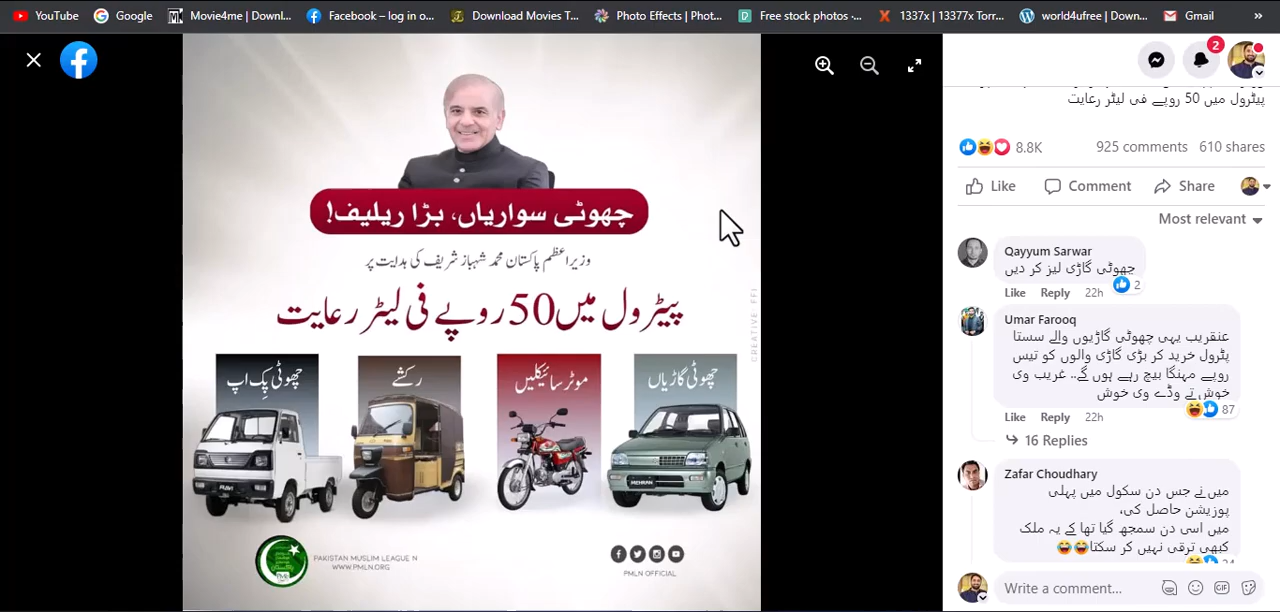 YouTube
Google
Movie4me | Downl...
Facebook – log in o...
Download Movies T...
Photo Effects | Phot...
Free stock photos -...
1337x | 13377x Torr...
world4ufree | Down...
Gmail
»
2
پیٹرول میں 50 روپے فی لیٹر رعایت
8.8K
925 comments
610 shares
Like
Comment
Share
Most relevant
چھوٹی سواریاں، بڑا ریلیف!
وزیراعظم پاکستان محمد شہباز شریف کی ہدایت پر
پیٹرول میں 50 روپے فی لیٹر رعایت
چھوٹی گاڑیاں
موٹر سائیکلیں
رکشے
چھوٹی پِک اپ
MEHRAN
CREATIVE EFFI
PAKISTAN MUSLIM LEAGUE N
WWW.PMLN.ORG
PMLN OFFICIAL
Qayyum Sarwar
چھوٹی گاڑی لیز کر دیں
2
Like Reply 22h
Umar Farooq
عنقریب یہی چھوٹی گاڑیوں والے سستا
پٹرول خرید کر بڑی گاڑی والوں کو تیس
روپے مہنگا بیچ رہے ہوں گے.. غریب وی
خوش تے وڈے وی خوش
87
Like Reply 22h
16 Replies
Zafar Choudhary
میں نے جس دن سکول میں پہلی
پوزیشن حاصل کی،
میں اسی دن سمجھ گیا تھا کے یہ ملک
کبھی ترقی نہیں کر سکتا😂😂
Write a comment...
GIF